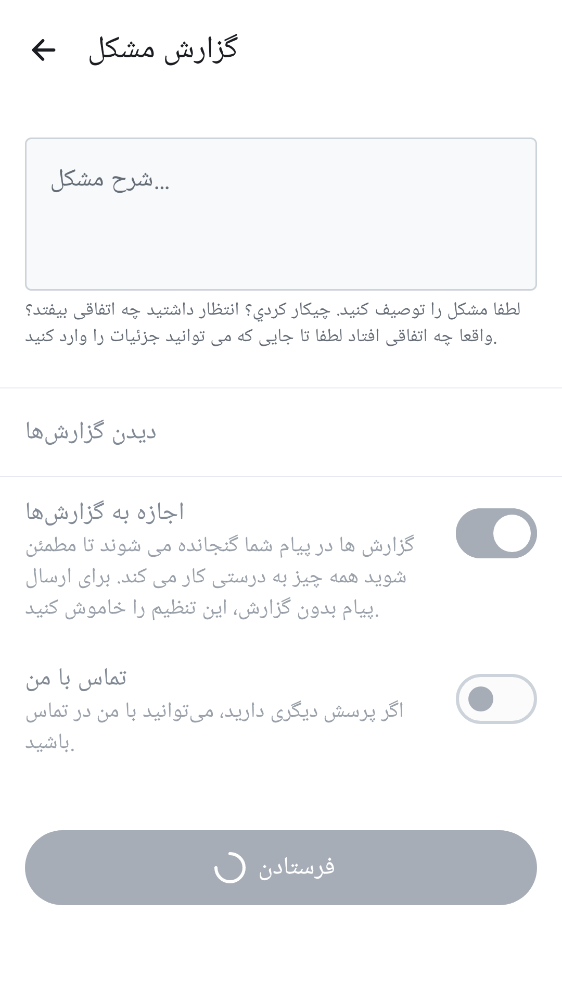 گزارش مشکل
شرح مشکل...
لطفا مشکل را توصیف کنید. چیکار کردي؟ انتظار داشتید چه اتفاقی بیفتد؟
واقعا چه اتفاقی افتاد لطفا تا جایی که می توانید جزئیات را وارد کنید.
دیدن گزارش‌ها
اجازه به گزارش‌ها
گزارش ها در پیام شما گنجانده می شوند تا مطمئن
شوید همه چیز به درستی کار می کند. برای ارسال
پیام بدون گزارش، این تنظیم را خاموش کنید.
تماس با من
اگر پرسش دیگری دارید، می‌توانید با من در تماس
باشید.
فرستادن